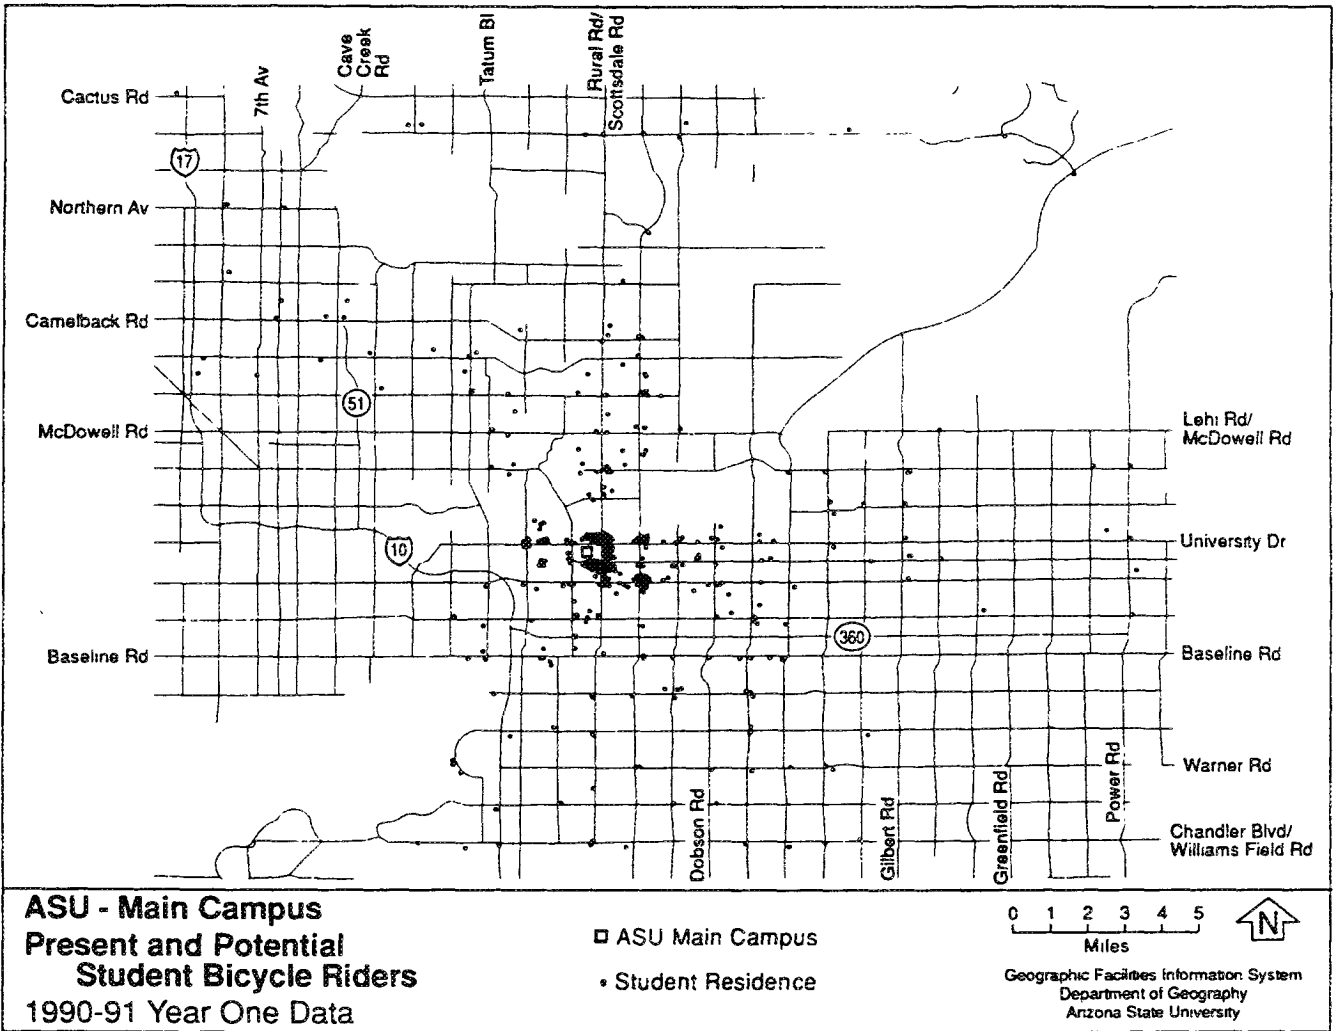 Cave
Creek
Rd
Tatum Bl
Rural Rd/
Scottsdale Rd
7th Av
Cactus Rd
17
Northern Av
Camelback Rd
51
McDowell Rd
Lehi Rd/
McDowell Rd
10
University Dr
360
Baseline Rd
Baseline Rd
Warner Rd
Dobson Rd
Gilbert Rd
Greenfield Rd
Power Rd
Chandler Blvd/
Williams Field Rd
ASU - Main Campus
Present and Potential
Student Bicycle Riders
1990-91 Year One Data
ASU Main Campus
Student Residence
0 1 2 3 4 5
Miles
N
Geographic Facilities Information System
Department of Geography
Arizona State University